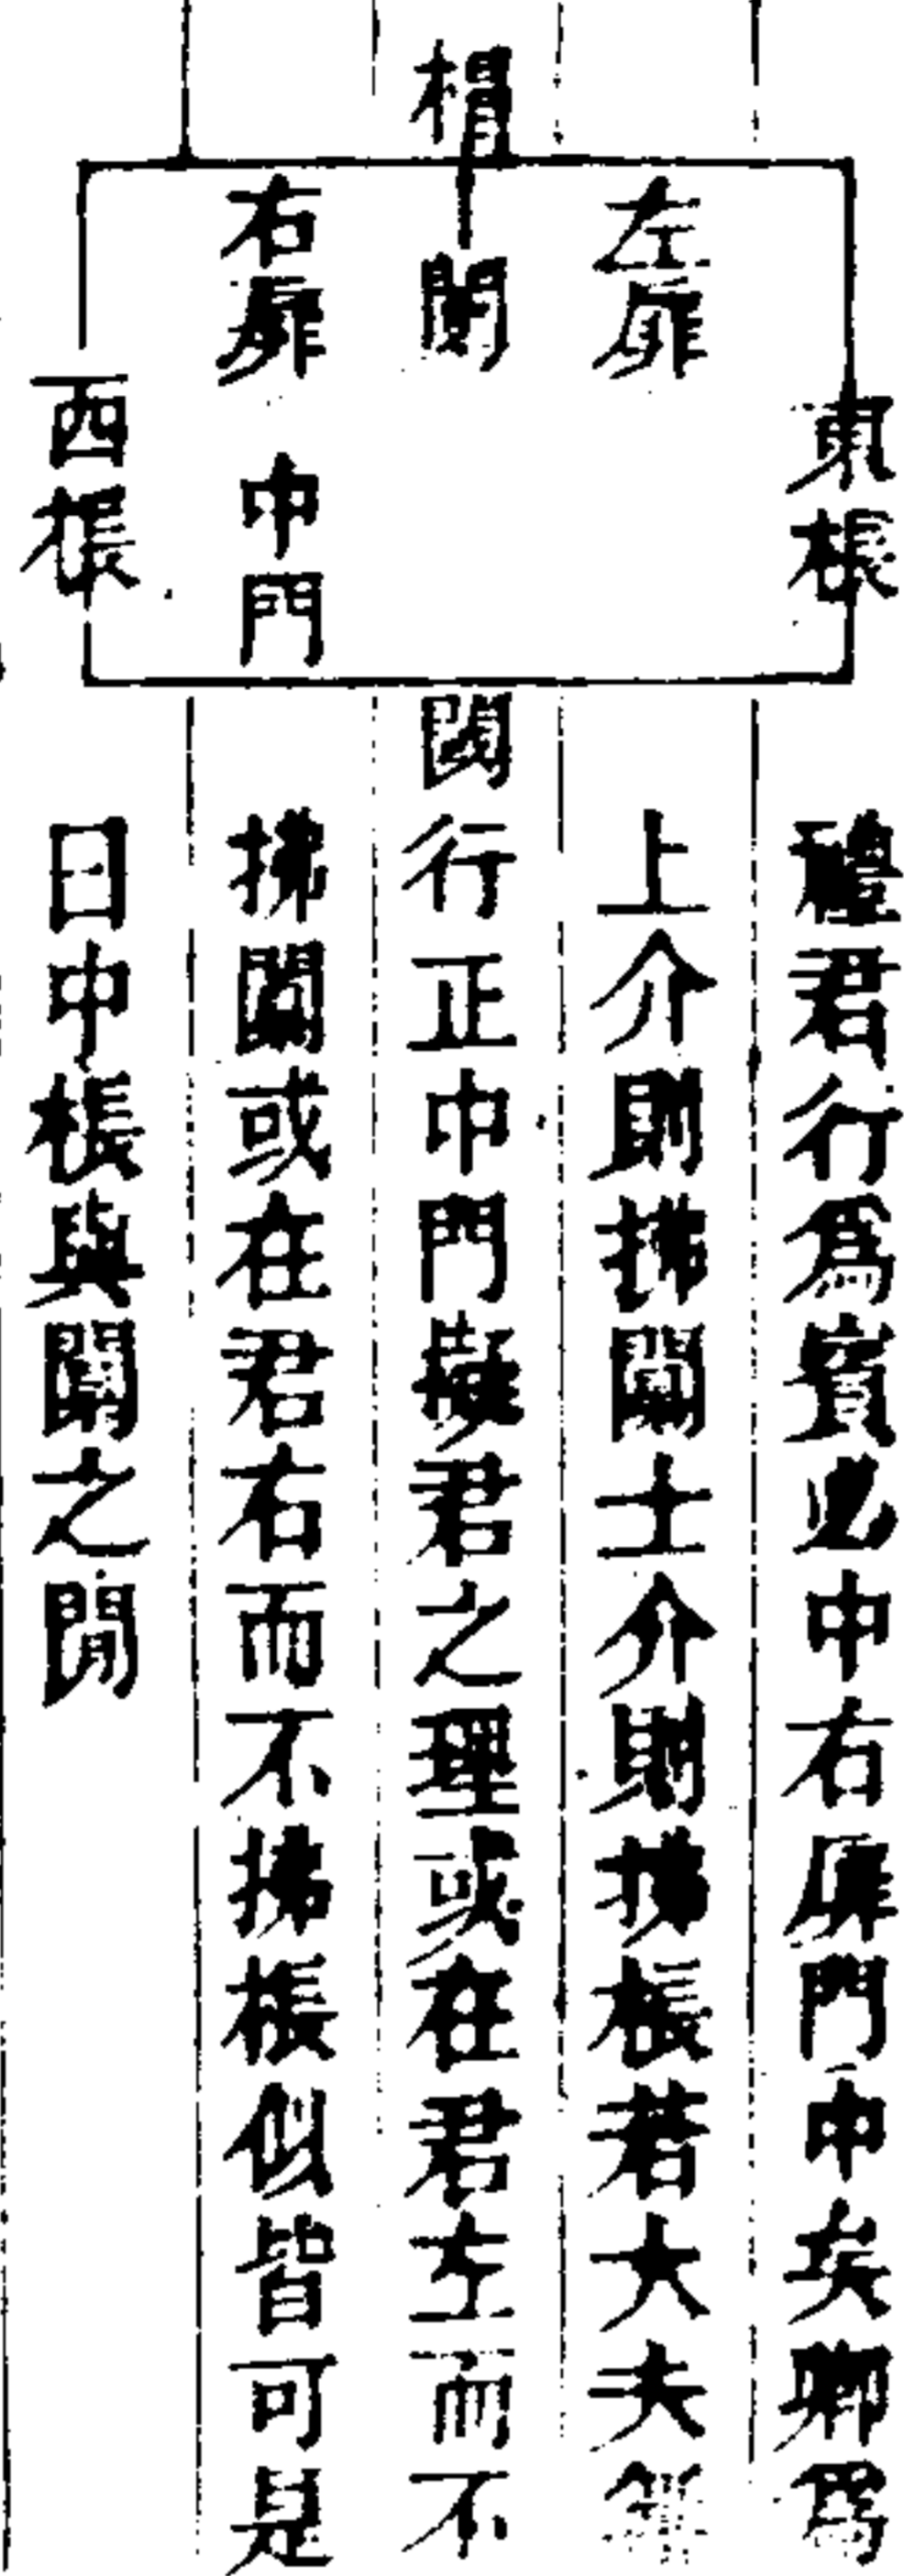 楣
左扉
闑
右扉
中門
東棖
西棖
閾
禮君行爲賓必中右扉門中矣卿爲
上介則拂闑士介則拂棖若大夫
行正中門擬君之理或在君左而不
拂闑或在君右而不拂棖似皆可是
日中棖與闑之間